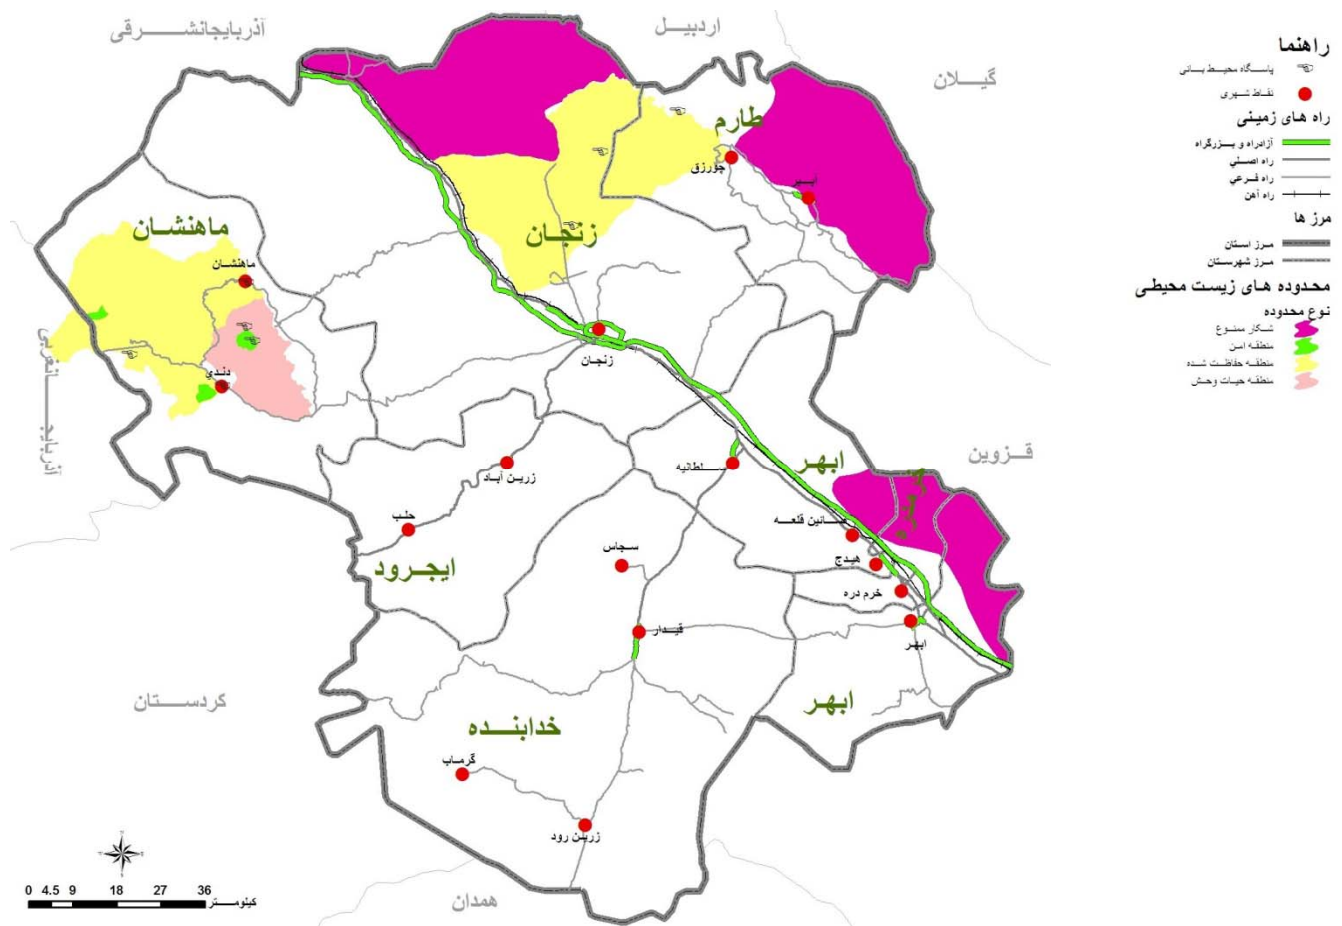 آذربایجانشرقی
اردبیل
گیلان
راهنما
پاسگاه محیط بانی
نقاط شهری
راه های زمینی
آزادراه و بزرگراه
راه اصلی
راه فرعی
راه آهن
مرز ها
مرز استان
مرز شهرستان
محدوده های زیست محیطی
نوع محدوده
شکار ممنوع
منطقه امن
منطقه حفاظت شده
منطقه حیات وحش
طارم
چورزق
آببر
ماهنشان
ماهنشان
زنجان
زنجان
دندی
آذربایجانغربی
قزوین
ابهر
سلطانیه
زرین آباد
حلب
صائین قلعه
هیدج
سجاس
ایجرود
خرم دره
قیدار
ابهر
کردستان
ابهر
خدابنده
گرماب
زرین رود
همدان
0 4.5 9 18 27 36
کیلومتر